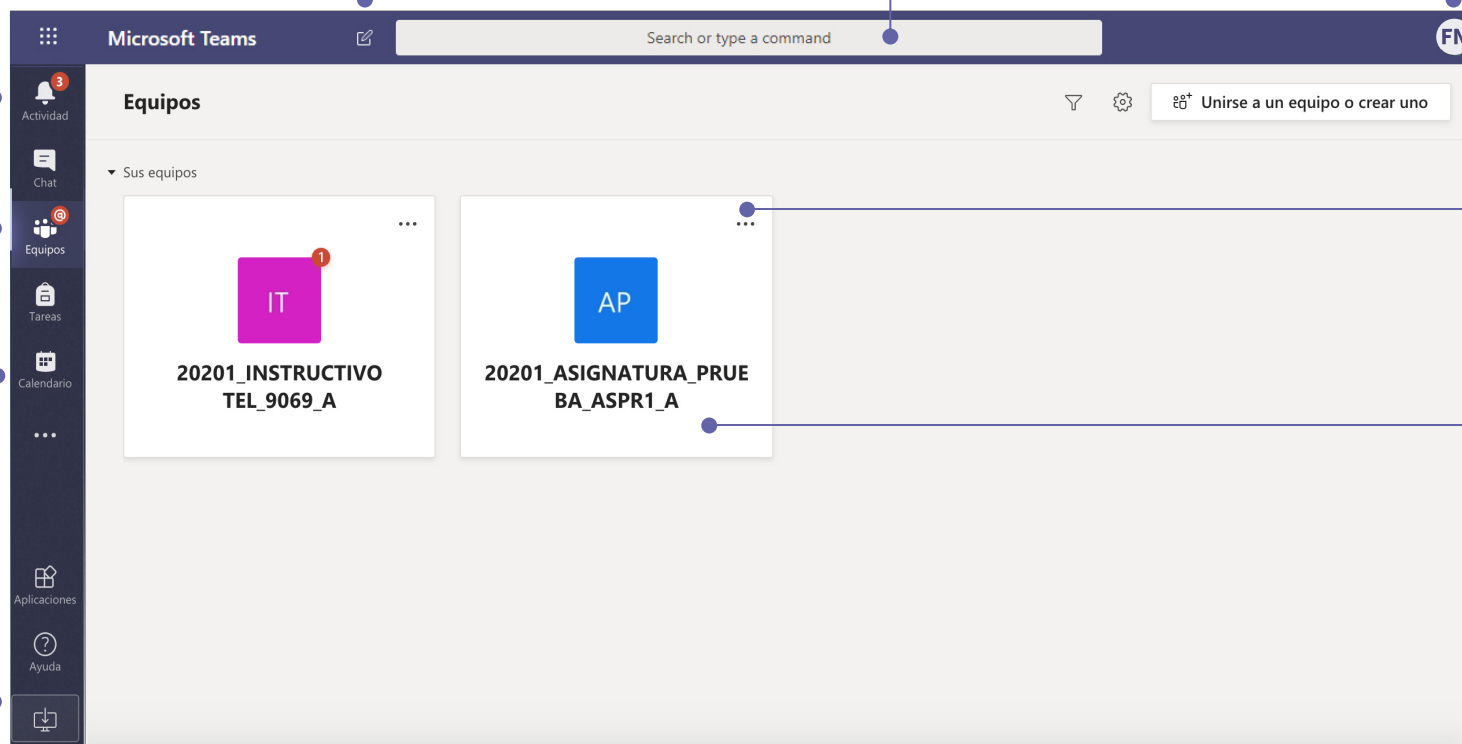 Microsoft Teams
Search or type a command
FN
3
Actividad
Chat
@
Equipos
Tareas
Calendario
Aplicaciones
Ayuda
Equipos
Unirse a un equipo o crear uno
Sus equipos
1
IT
20201_INSTRUCTIVO
TEL_9069_A
AP
20201_ASIGNATURA_PRUE
BA_ASPR1_A